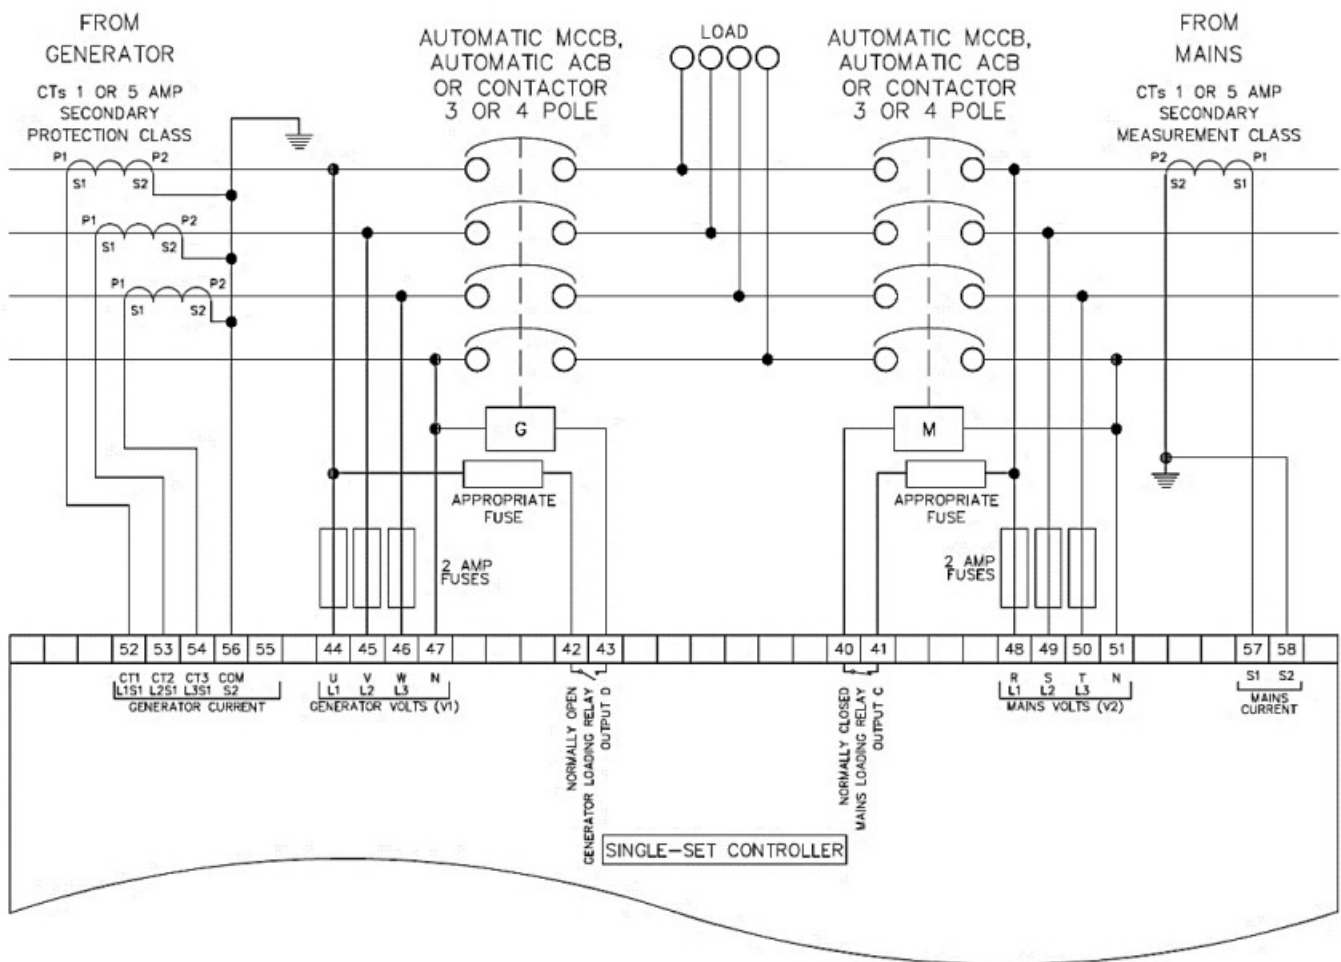 FROM
GENERATOR
CTs 1 OR 5 AMP
SECONDARY
PROTECTION CLASS
AUTOMATIC MCCB,
AUTOMATIC ACB
OR CONTACTOR
3 OR 4 POLE
LOAD
AUTOMATIC MCCB,
AUTOMATIC ACB
OR CONTACTOR
3 OR 4 POLE
FROM
MAINS
CTs 1 OR 5 AMP
SECONDARY
MEASUREMENT CLASS
P1 P2
S1 S2
P1 P2
S1 S2
P1 P2
S1 S2
P2 P1
S2 S1
G
APPROPRIATE
FUSE
2 AMP
FUSES
M
APPROPRIATE
FUSE
2 AMP
FUSES
52 53 54 56 55 44 45 46 47 42 43 40 41 48 49 50 51 57 58
CT1 CT2 CT3 COM
L1S1 L2S1 L3S1 S2
GENERATOR CURRENT
U V W N
L1 L2 L3
GENERATOR VOLTS (V1)
NORMALLY OPEN
GENERATOR LOADING RELAY
OUTPUT D
NORMALLY CLOSED
MAINS LOADING RELAY
OUTPUT C
R S T N
L1 L2 L3
MAINS VOLTS (V2)
S1 S2
MAINS
CURRENT
SINGLE-SET CONTROLLER